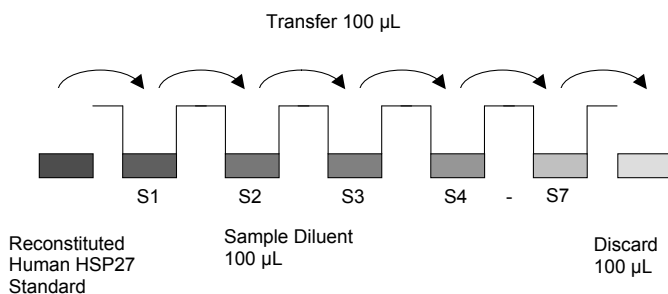 Transfer 100 µL
S1 S2 S3 S4 - S7
Reconstituted
Human HSP27
Standard
Sample Diluent
100 µL
Discard
100 µL